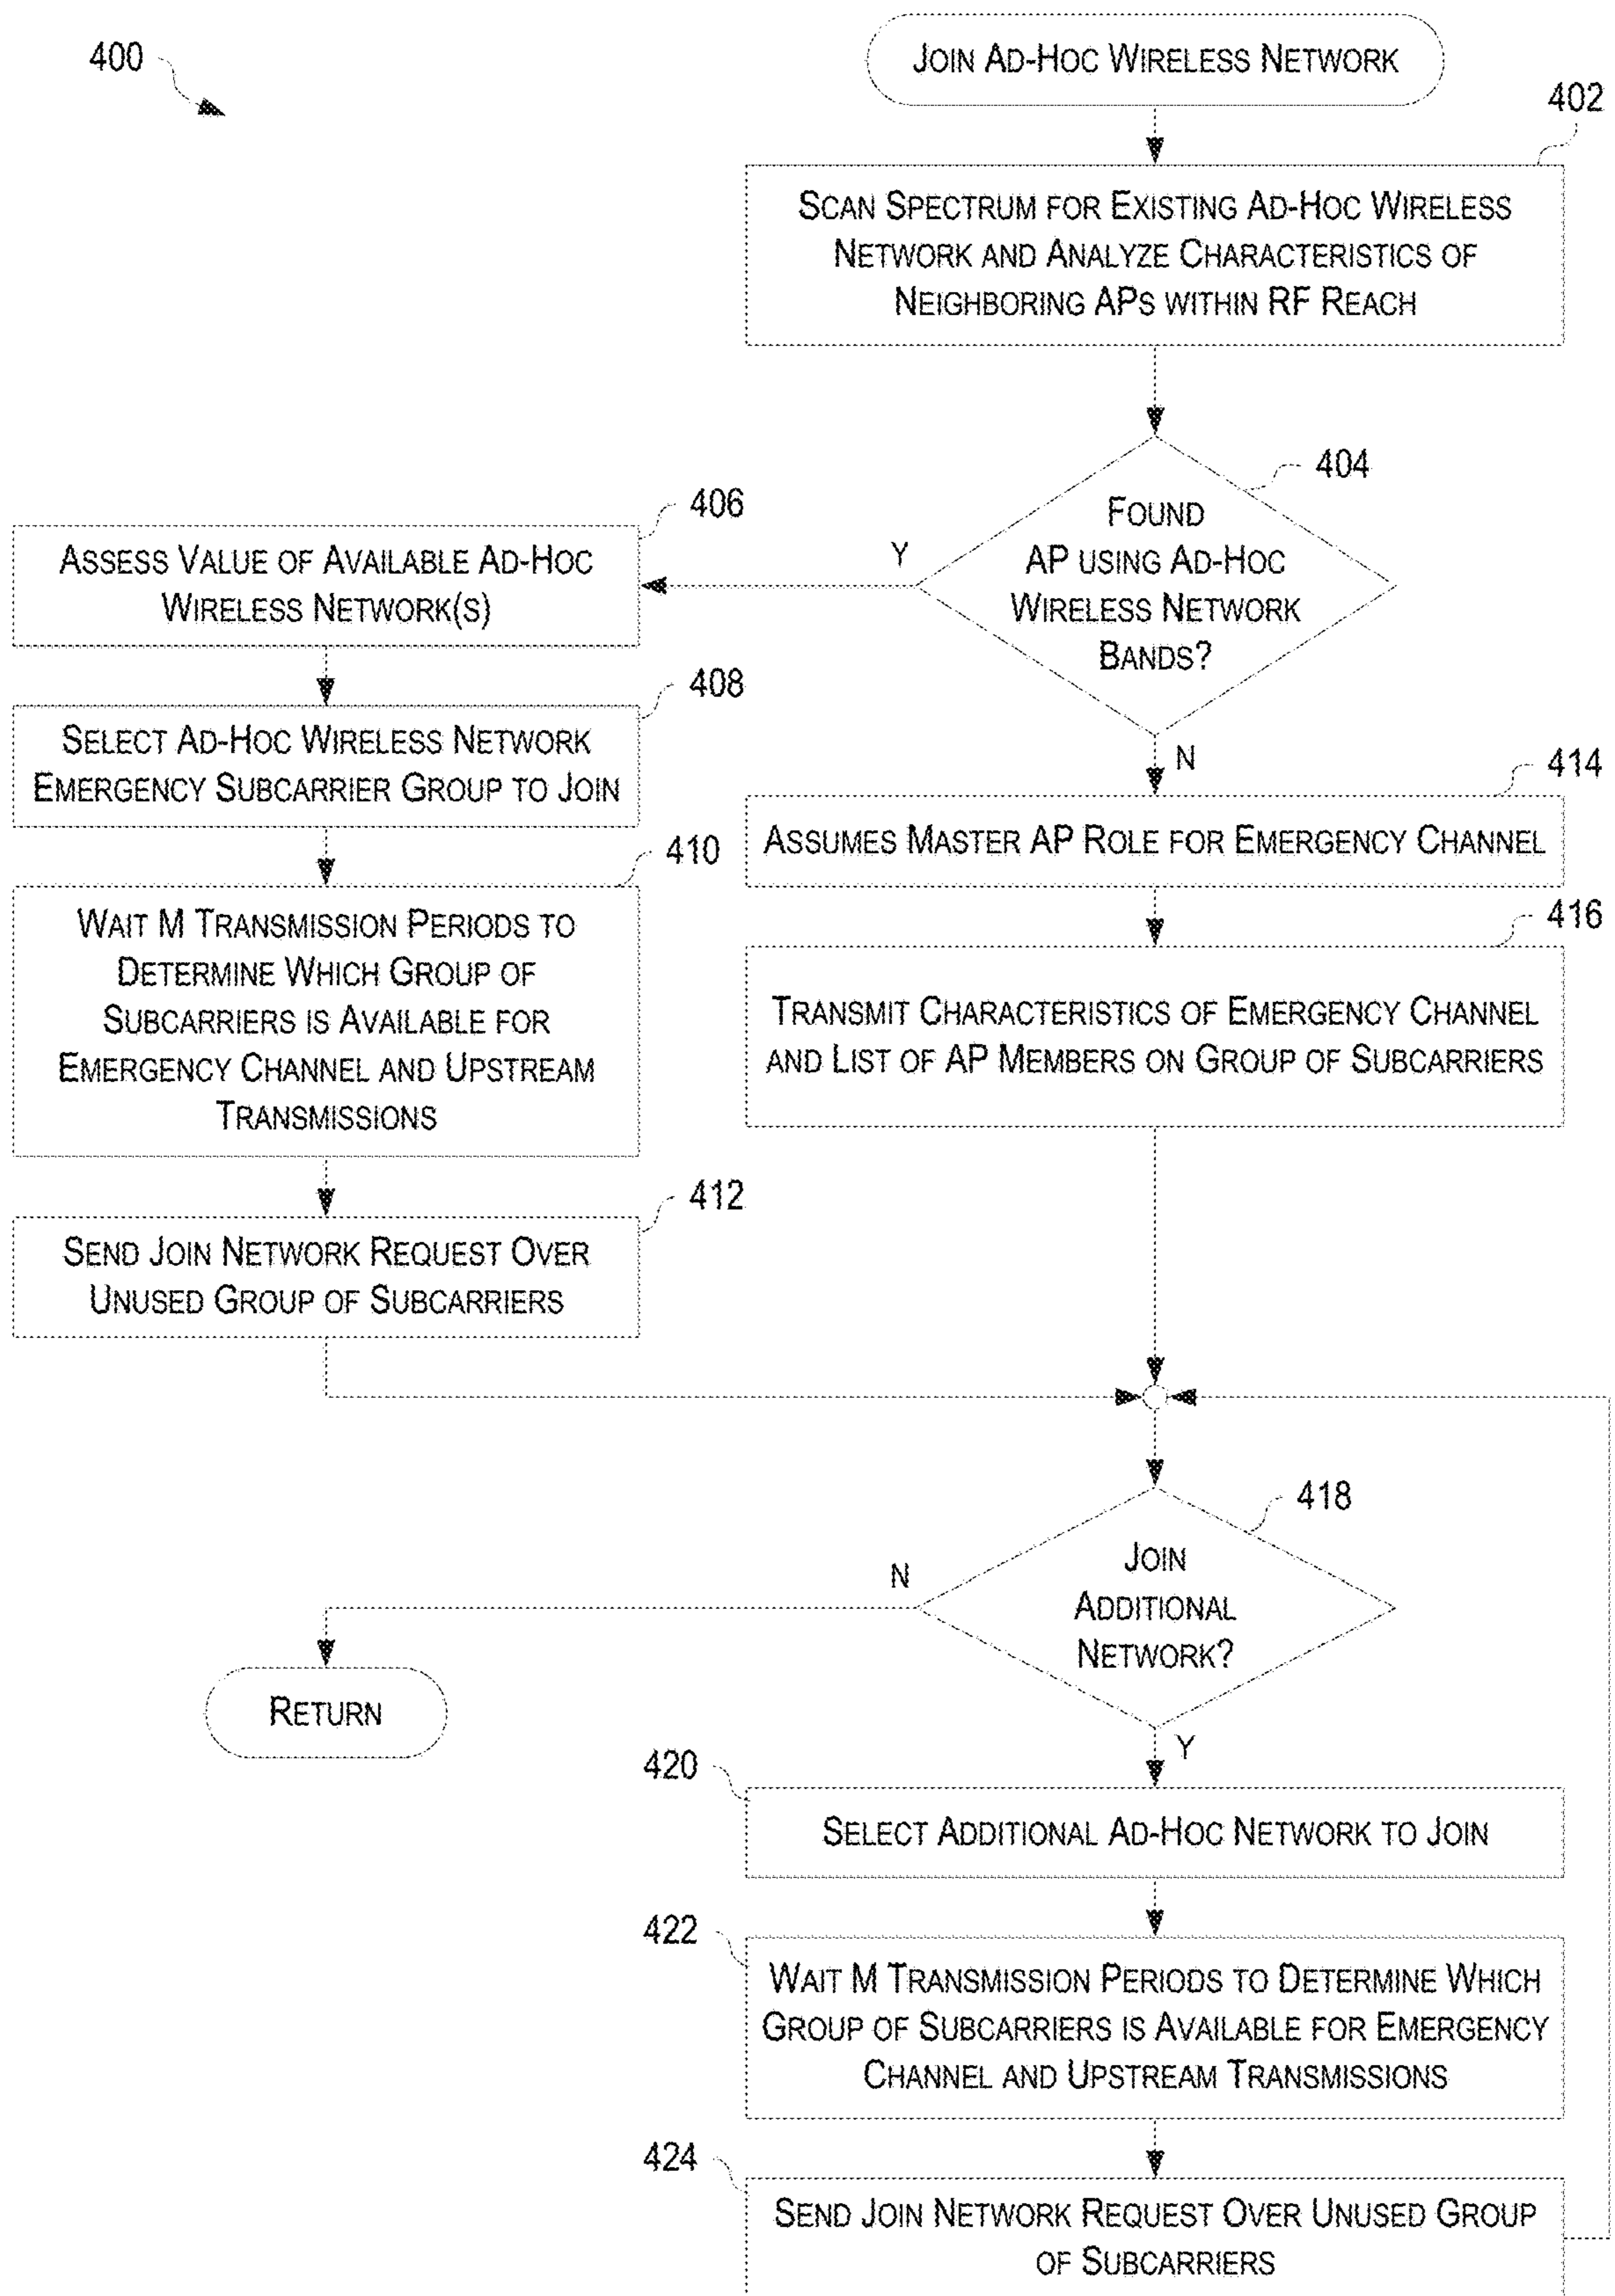 400
JOIN AD-HOC WIRELESS NETWORK
402
SCAN SPECTRUM FOR EXISTING AD-HOC WIRELESS
NETWORK AND ANALYZE CHARACTERISTICS OF
NEIGHBORING APS WITHIN RF REACH
404
FOUND
AP USING AD-HOC
WIRELESS NETWORK
BANDS?
Y
N
406
ASSESS VALUE OF AVAILABLE AD-HOC
WIRELESS NETWORK(S)
408
SELECT AD-HOC WIRELESS NETWORK
EMERGENCY SUBCARRIER GROUP TO JOIN
410
WAIT M TRANSMISSION PERIODS TO
DETERMINE WHICH GROUP OF
SUBCARRIERS IS AVAILABLE FOR
EMERGENCY CHANNEL AND UPSTREAM
TRANSMISSIONS
412
SEND JOIN NETWORK REQUEST OVER
UNUSED GROUP OF SUBCARRIERS
414
ASSUMES MASTER AP ROLE FOR EMERGENCY CHANNEL
416
TRANSMIT CHARACTERISTICS OF EMERGENCY CHANNEL
AND LIST OF AP MEMBERS ON GROUP OF SUBCARRIERS
418
JOIN
ADDITIONAL
NETWORK?
N
RETURN
Y
420
SELECT ADDITIONAL AD-HOC NETWORK TO JOIN
422
WAIT M TRANSMISSION PERIODS TO DETERMINE WHICH
GROUP OF SUBCARRIERS IS AVAILABLE FOR EMERGENCY
CHANNEL AND UPSTREAM TRANSMISSIONS
424
SEND JOIN NETWORK REQUEST OVER UNUSED GROUP
OF SUBCARRIERS